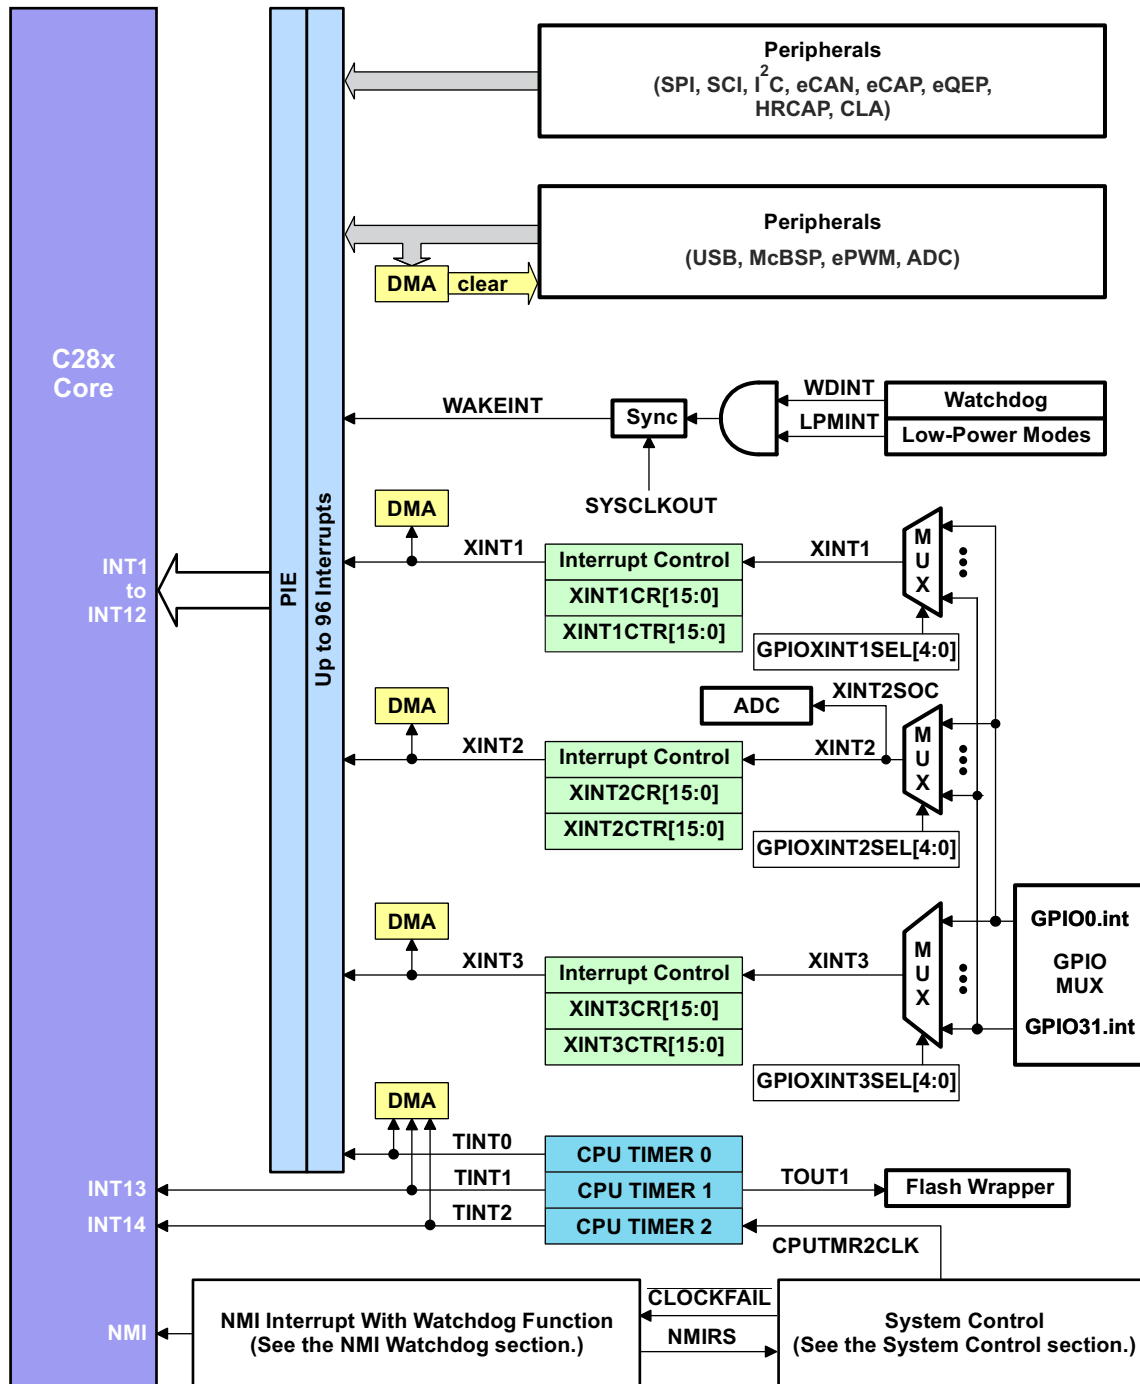 Peripherals
(SPI, SCI, I²C, eCAN, eCAP, eQEP,
HRCAP, CLA)
Peripherals
(USB, McBSP, ePWM, ADC)
DMA
clear
C28x
Core
WDINT
Watchdog
WAKEINT
Sync
LPMINT
Low-Power Modes
SYSCLKOUT
DMA
XINT1
Interrupt Control
XINT1
MUX
XINT1CR[15:0]
XINT1CTR[15:0]
GPIOXINT1SEL[4:0]
INT1
to
INT12
PIE
Up to 96 Interrupts
DMA
ADC
XINT2SOC
XINT2
Interrupt Control
XINT2
MUX
XINT2CR[15:0]
XINT2CTR[15:0]
GPIOXINT2SEL[4:0]
DMA
XINT3
Interrupt Control
XINT3
MUX
XINT3CR[15:0]
XINT3CTR[15:0]
GPIOXINT3SEL[4:0]
GPIO0.int
GPIO
MUX
GPIO31.int
DMA
TINT0
CPU TIMER 0
INT13
TINT1
CPU TIMER 1
TOUT1
Flash Wrapper
INT14
TINT2
CPU TIMER 2
CPUTMR2CLK
NMI
NMI Interrupt With Watchdog Function
(See the NMI Watchdog section.)
CLOCKFAIL
NMIRS
System Control
(See the System Control section.)